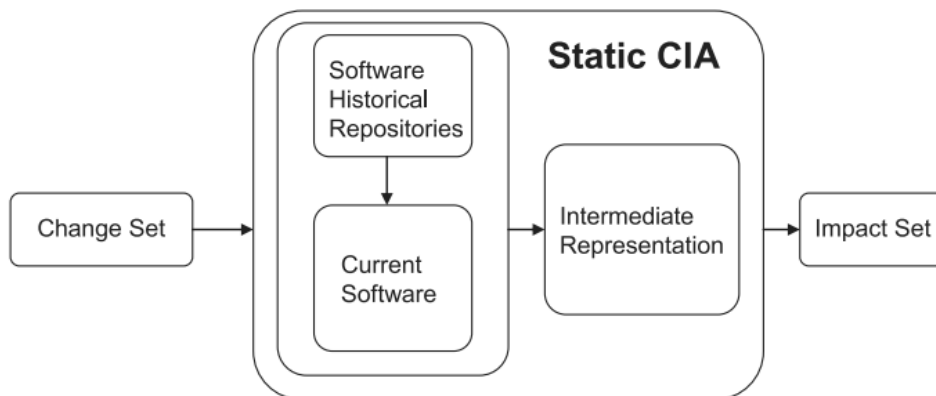 Static CIA
Software
Historical
Repositories
Change Set
Current
Software
Intermediate
Representation
Impact Set